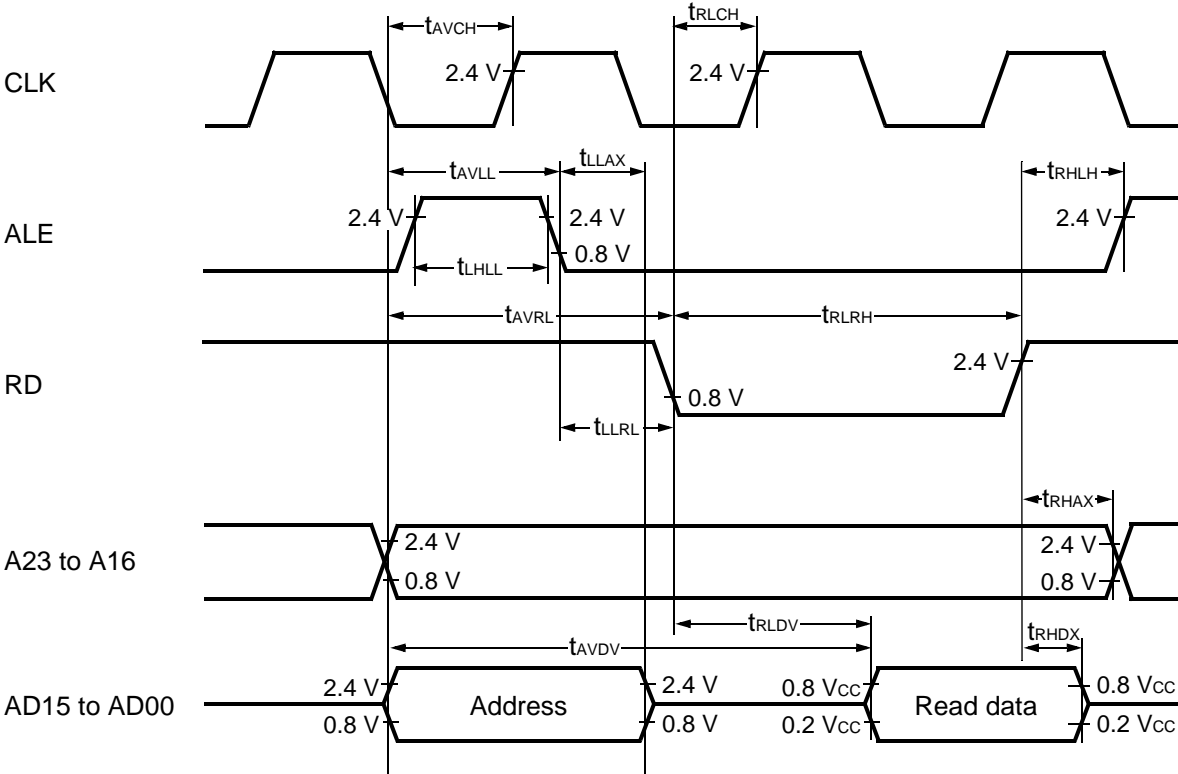 tAVCH tRLCH
CLK 2.4 V 2.4 V
tAVLL tLLAX tRHLH
ALE 2.4 V 2.4 V 2.4 V
0.8 V
tLHLL
tAVRL tRLRH
RD 2.4 V
0.8 V
tLLRL
tRHAX
A23 to A16 2.4 V 2.4 V
0.8 V 0.8 V
tRLDV tRHDX
tAVDV
AD15 to AD00 2.4 V Address 2.4 V 0.8 VCC Read data 0.8 VCC
0.8 V 0.8 V 0.2 VCC 0.2 VCC